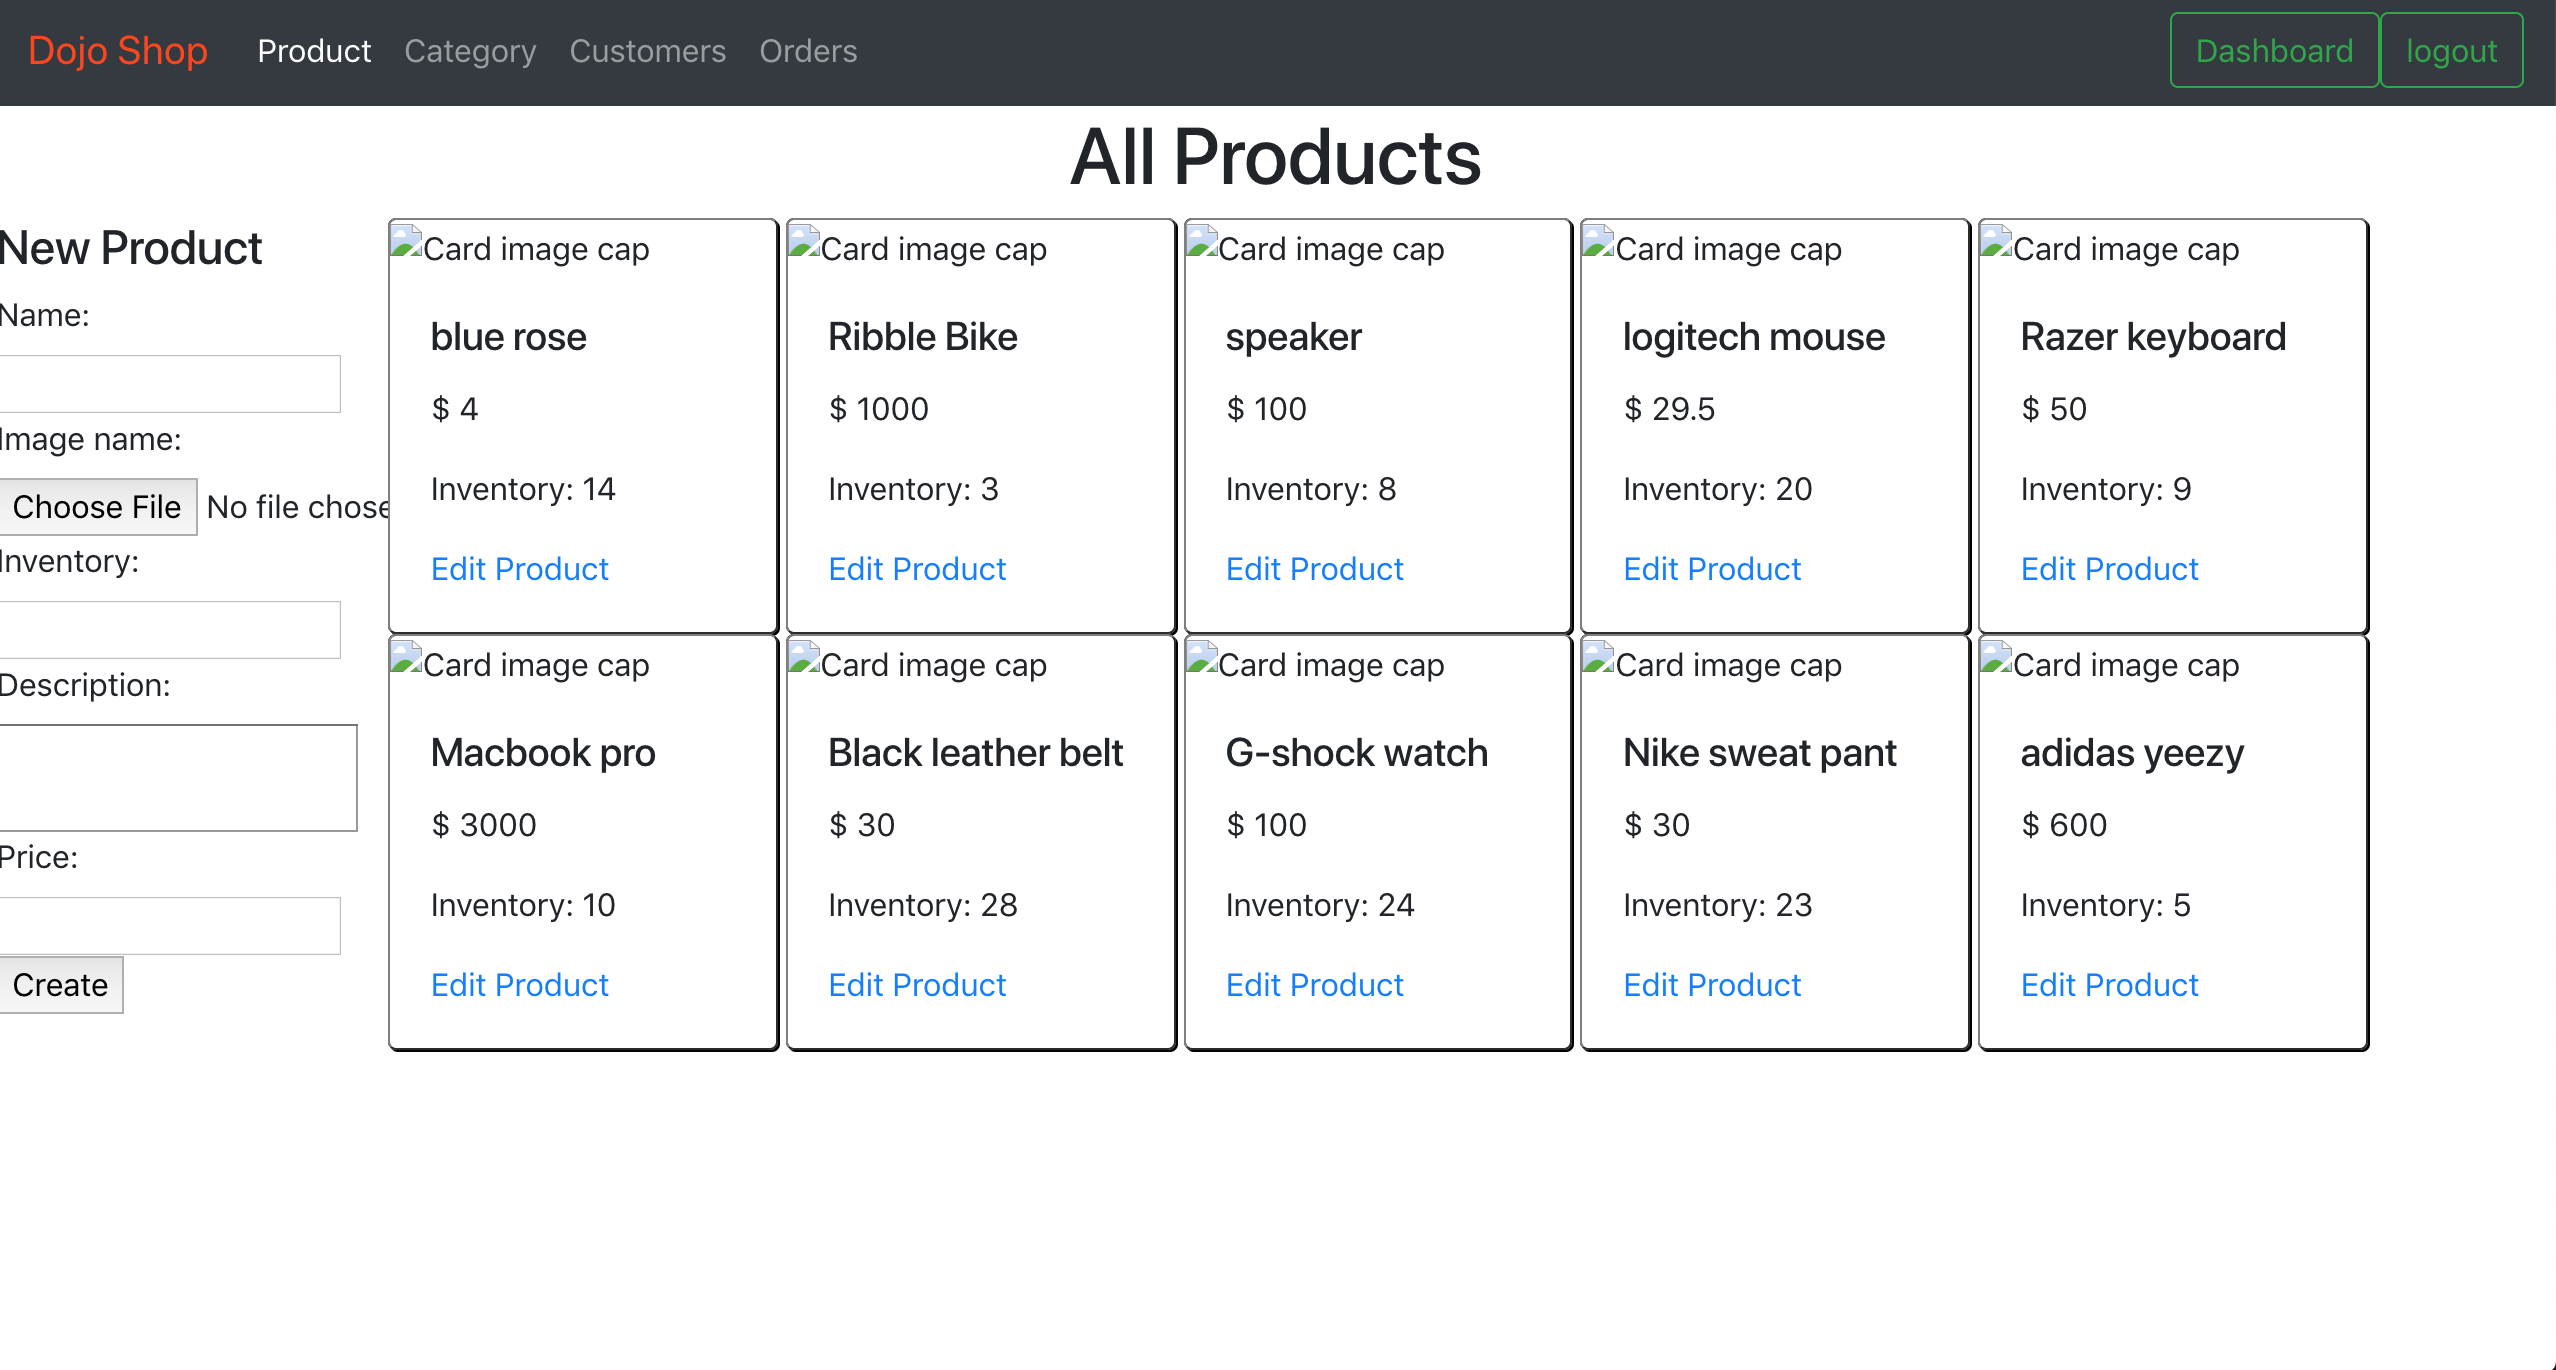 Dojo Shop Product Category Customers Orders Dashboard logout
All Products
New Product
Name:
Image name:
Choose File No file chose
Inventory:
Description:
Price:
Create
Card image cap
blue rose
$ 4
Inventory: 14
Edit Product
Card image cap
Ribble Bike
$ 1000
Inventory: 3
Edit Product
Card image cap
speaker
$ 100
Inventory: 8
Edit Product
Card image cap
logitech mouse
$ 29.5
Inventory: 20
Edit Product
Card image cap
Razer keyboard
$ 50
Inventory: 9
Edit Product
Card image cap
Macbook pro
$ 3000
Inventory: 10
Edit Product
Card image cap
Black leather belt
$ 30
Inventory: 28
Edit Product
Card image cap
G-shock watch
$ 100
Inventory: 24
Edit Product
Card image cap
Nike sweat pant
$ 30
Inventory: 23
Edit Product
Card image cap
adidas yeezy
$ 600
Inventory: 5
Edit Product